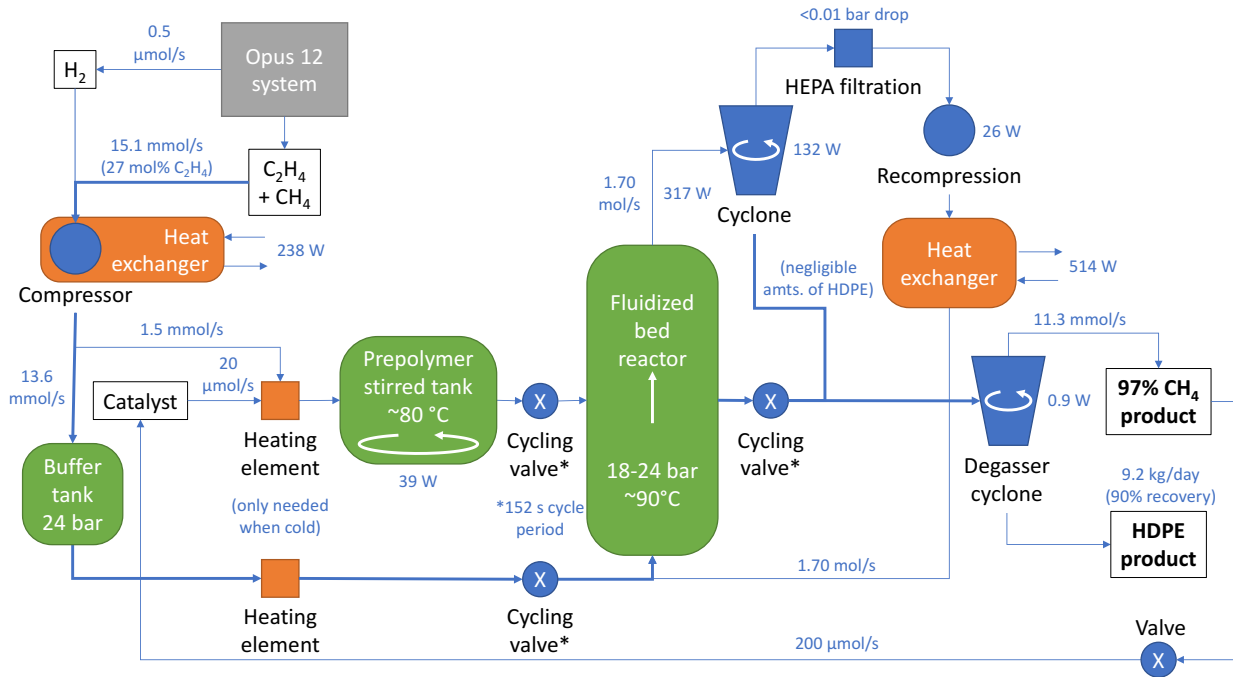 <0.01 bar drop
0.5
µmol/s
Opus 12
system
H₂
HEPA filtration
15.1 mmol/s
(27 mol% C₂H₄)
C₂H₄
+ CH₄
132 W
26 W
Recompression
1.70
mol/s
317 W
Cyclone
Heat
exchanger
238 W
Compressor
Heat
exchanger
514 W
(negligible
amts. of HDPE)
Fluidized
bed
reactor
18-24 bar
~90°C
1.5 mmol/s
13.6
mmol/s
20
µmol/s
Catalyst
Heating
element
Prepolymer
stirred tank
~80 °C
39 W
X
Cycling
valve*
X
Cycling
valve*
11.3 mmol/s
97% CH₄
product
0.9 W
Degasser
cyclone
9.2 kg/day
(90% recovery)
HDPE
product
Buffer
tank
24 bar
(only needed
when cold)
*152 s cycle
period
Heating
element
X
Cycling
valve*
1.70 mol/s
200 µmol/s
Valve
X